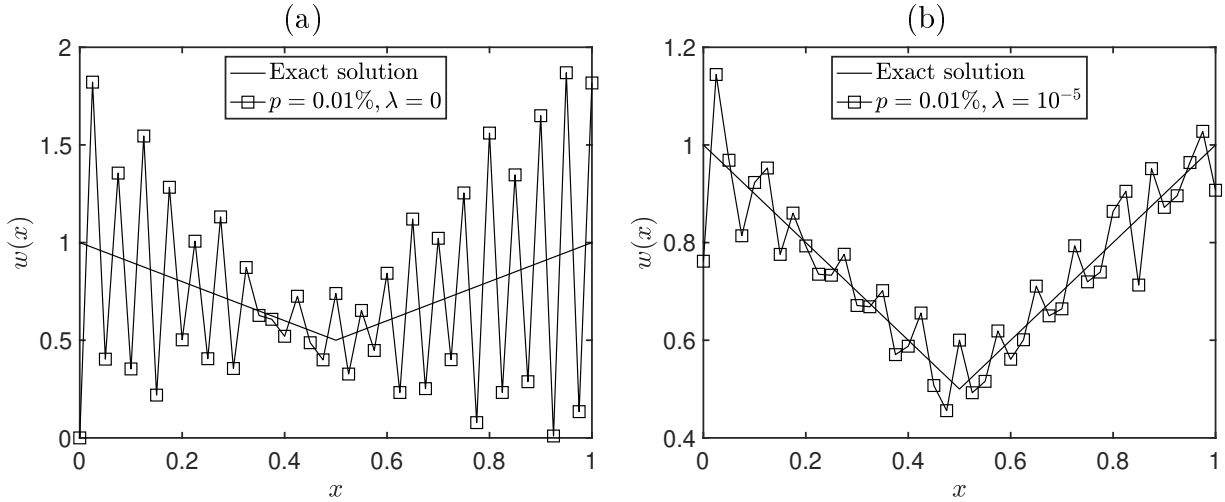 (a)
2
1.5
1
0.5
0
w(x)
Exact solution
p = 0.01%, λ = 0
0 0.2 0.4 0.6 0.8 1
x
(b)
1.2
1
0.8
0.6
0.4
w(x)
Exact solution
p = 0.01%, λ = 10⁻⁵
0 0.2 0.4 0.6 0.8 1
x